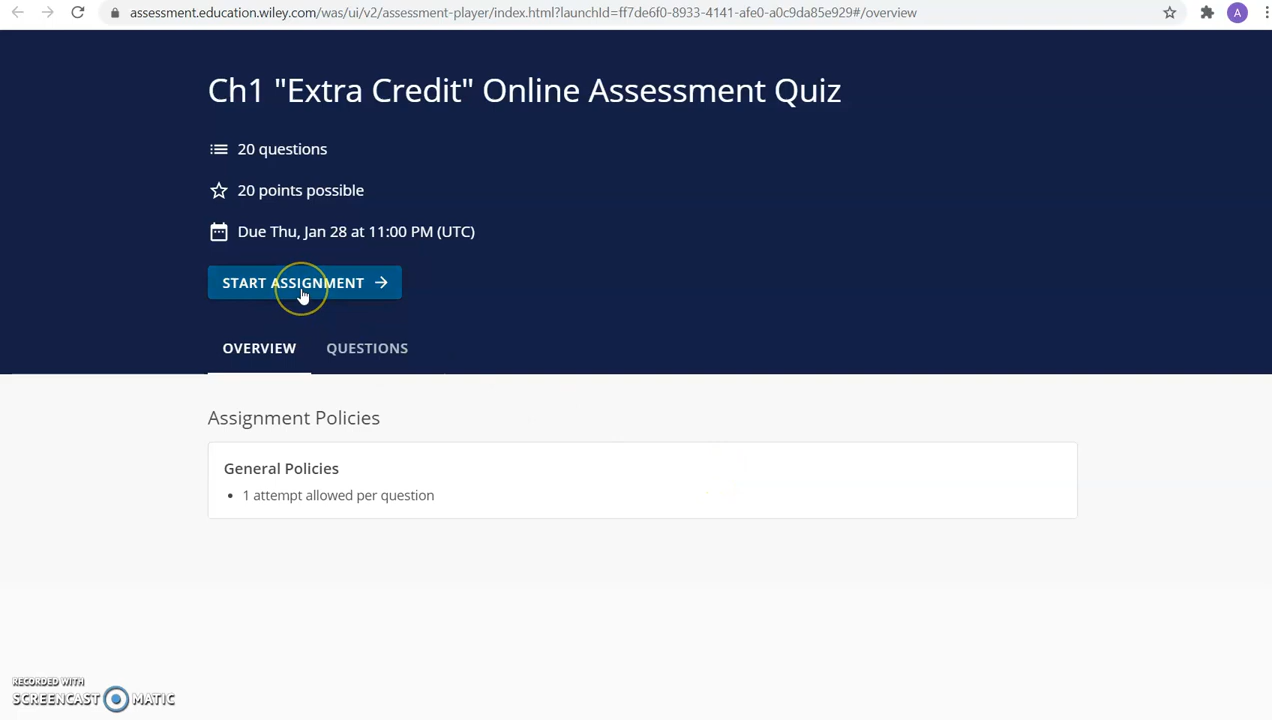 assessment.education.wiley.com/was/ui/v2/assessment-player/index.html?launchId=ff7de6f0-8933-4141-afe0-a0c9da85e929#/overview
A
Ch1 "Extra Credit" Online Assessment Quiz
20 questions
20 points possible
Due Thu, Jan 28 at 11:00 PM (UTC)
START ASSIGNMENT
OVERVIEW QUESTIONS
Assignment Policies
General Policies
• 1 attempt allowed per question
RECORDED WITH
SCREENCAST MATIC